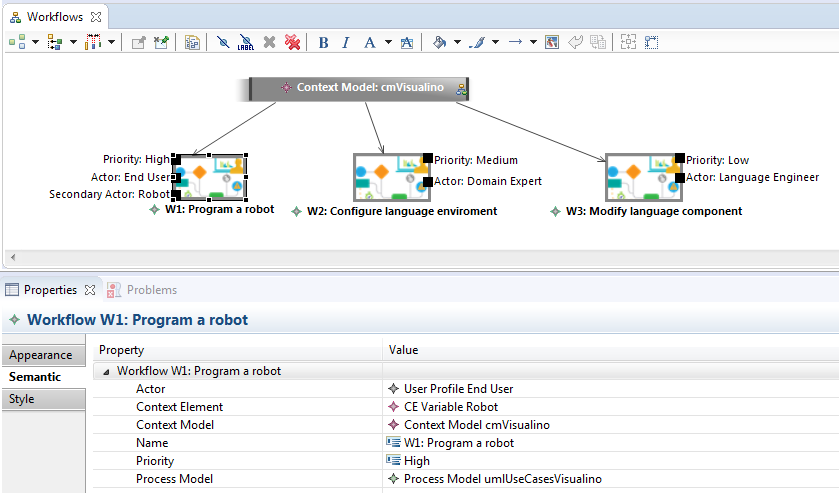 Workflows
LABEL
B I A A
Context Model: cmVisualino
Priority: High
Actor: End User
Secondary Actor: Robot
W1: Program a robot
Priority: Medium
Actor: Domain Expert
W2: Configure language enviroment
Priority: Low
Actor: Language Engineer
W3: Modify language component
Properties
Problems
Workflow W1: Program a robot
Appearance
Semantic
Style
Property Value
Workflow W1: Program a robot
Actor User Profile End User
Context Element CE Variable Robot
Context Model Context Model cmVisualino
Name W1: Program a robot
Priority High
Process Model Process Model umlUseCasesVisualino